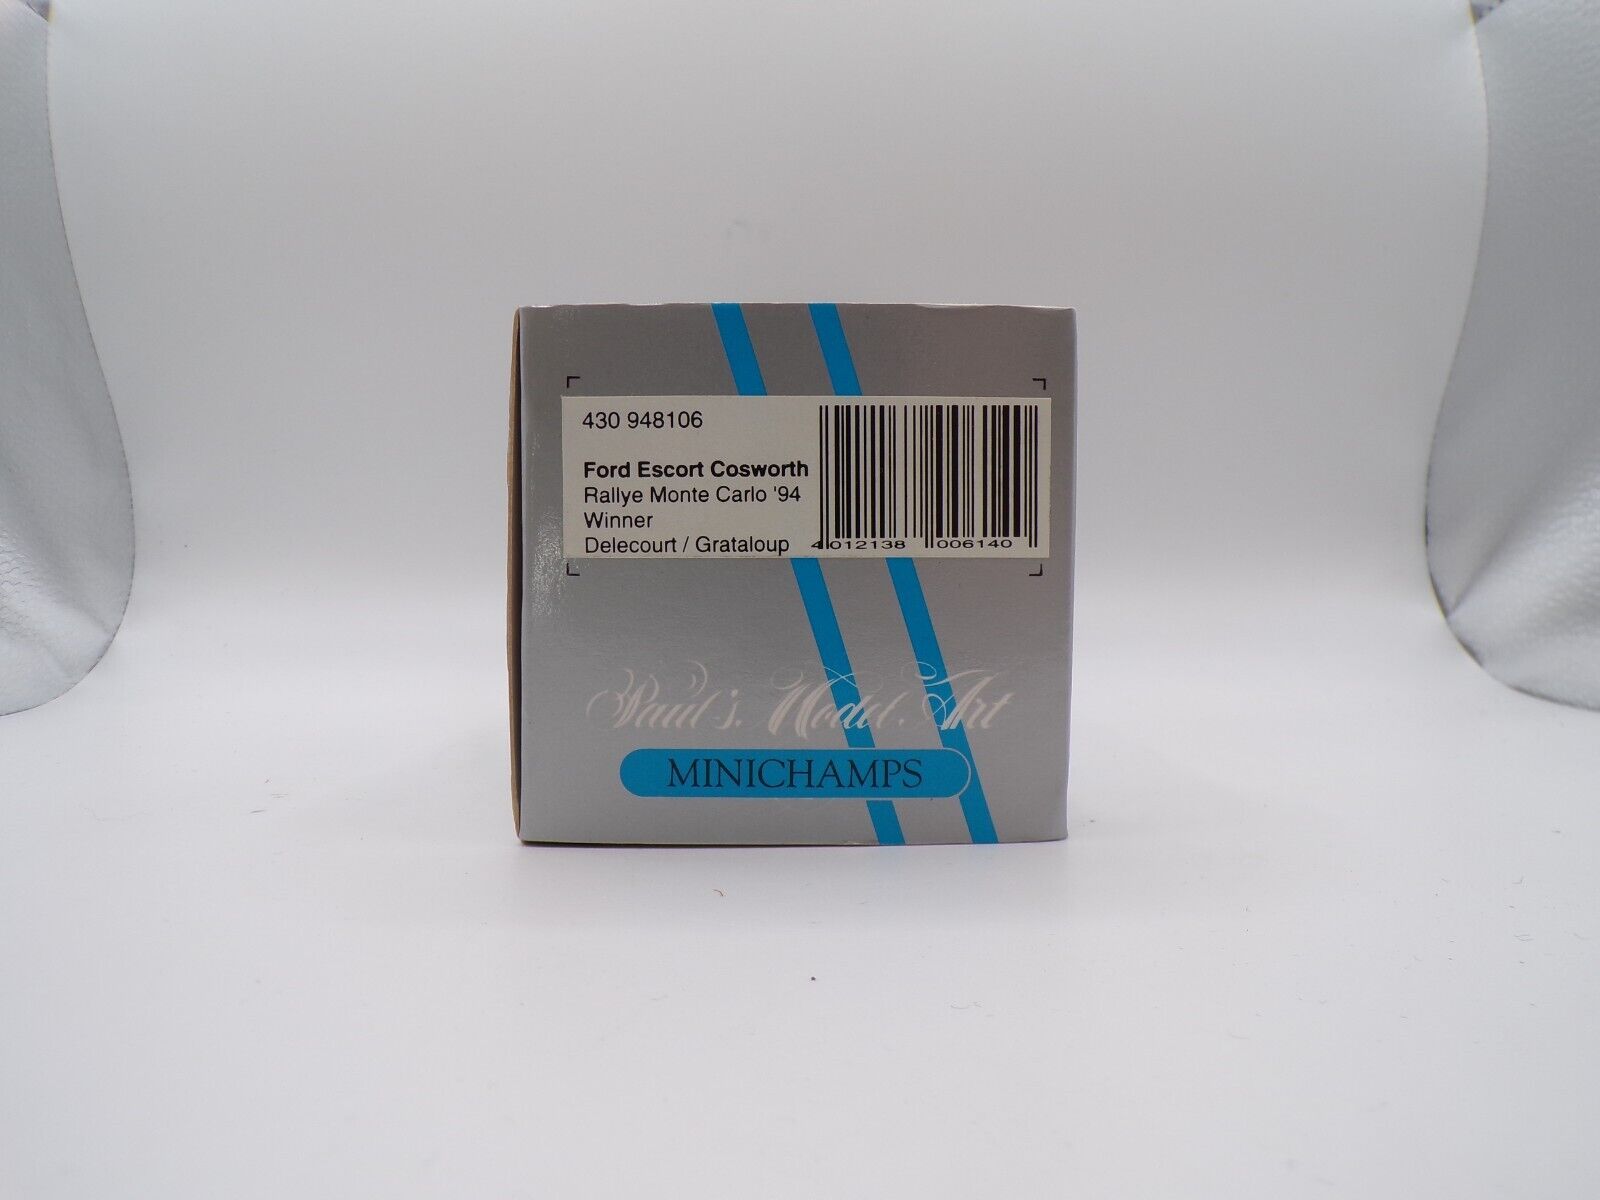 430 948106
Ford Escort Cosworth
Rallye Monte Carlo '94
Winner
Delecourt / Grataloup
4 012138 006140
Paul's Model Art
MINICHAMPS